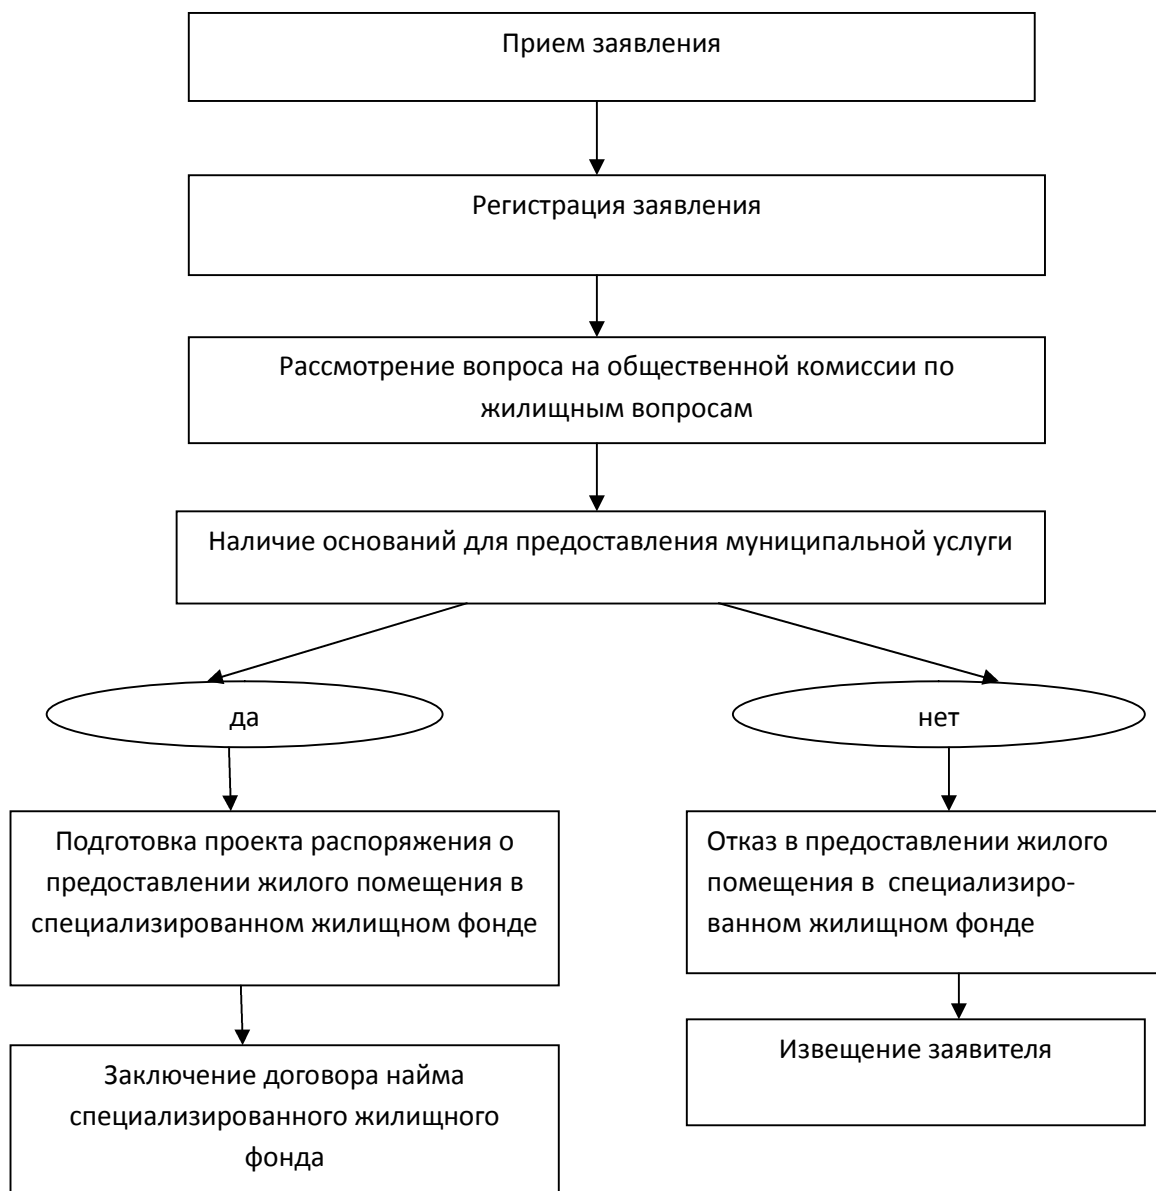 Прием заявления
Регистрация заявления
Рассмотрение вопроса на общественной комиссии по
жилищным вопросам
Наличие оснований для предоставления муниципальной услуги
да
нет
Подготовка проекта распоряжения о
предоставлении жилого помещения в
специализированном жилищном фонде
Отказ в предоставлении жилого
помещения в специализиро-
ванном жилищном фонде
Заключение договора найма
специализированного жилищного
фонда
Извещение заявителя